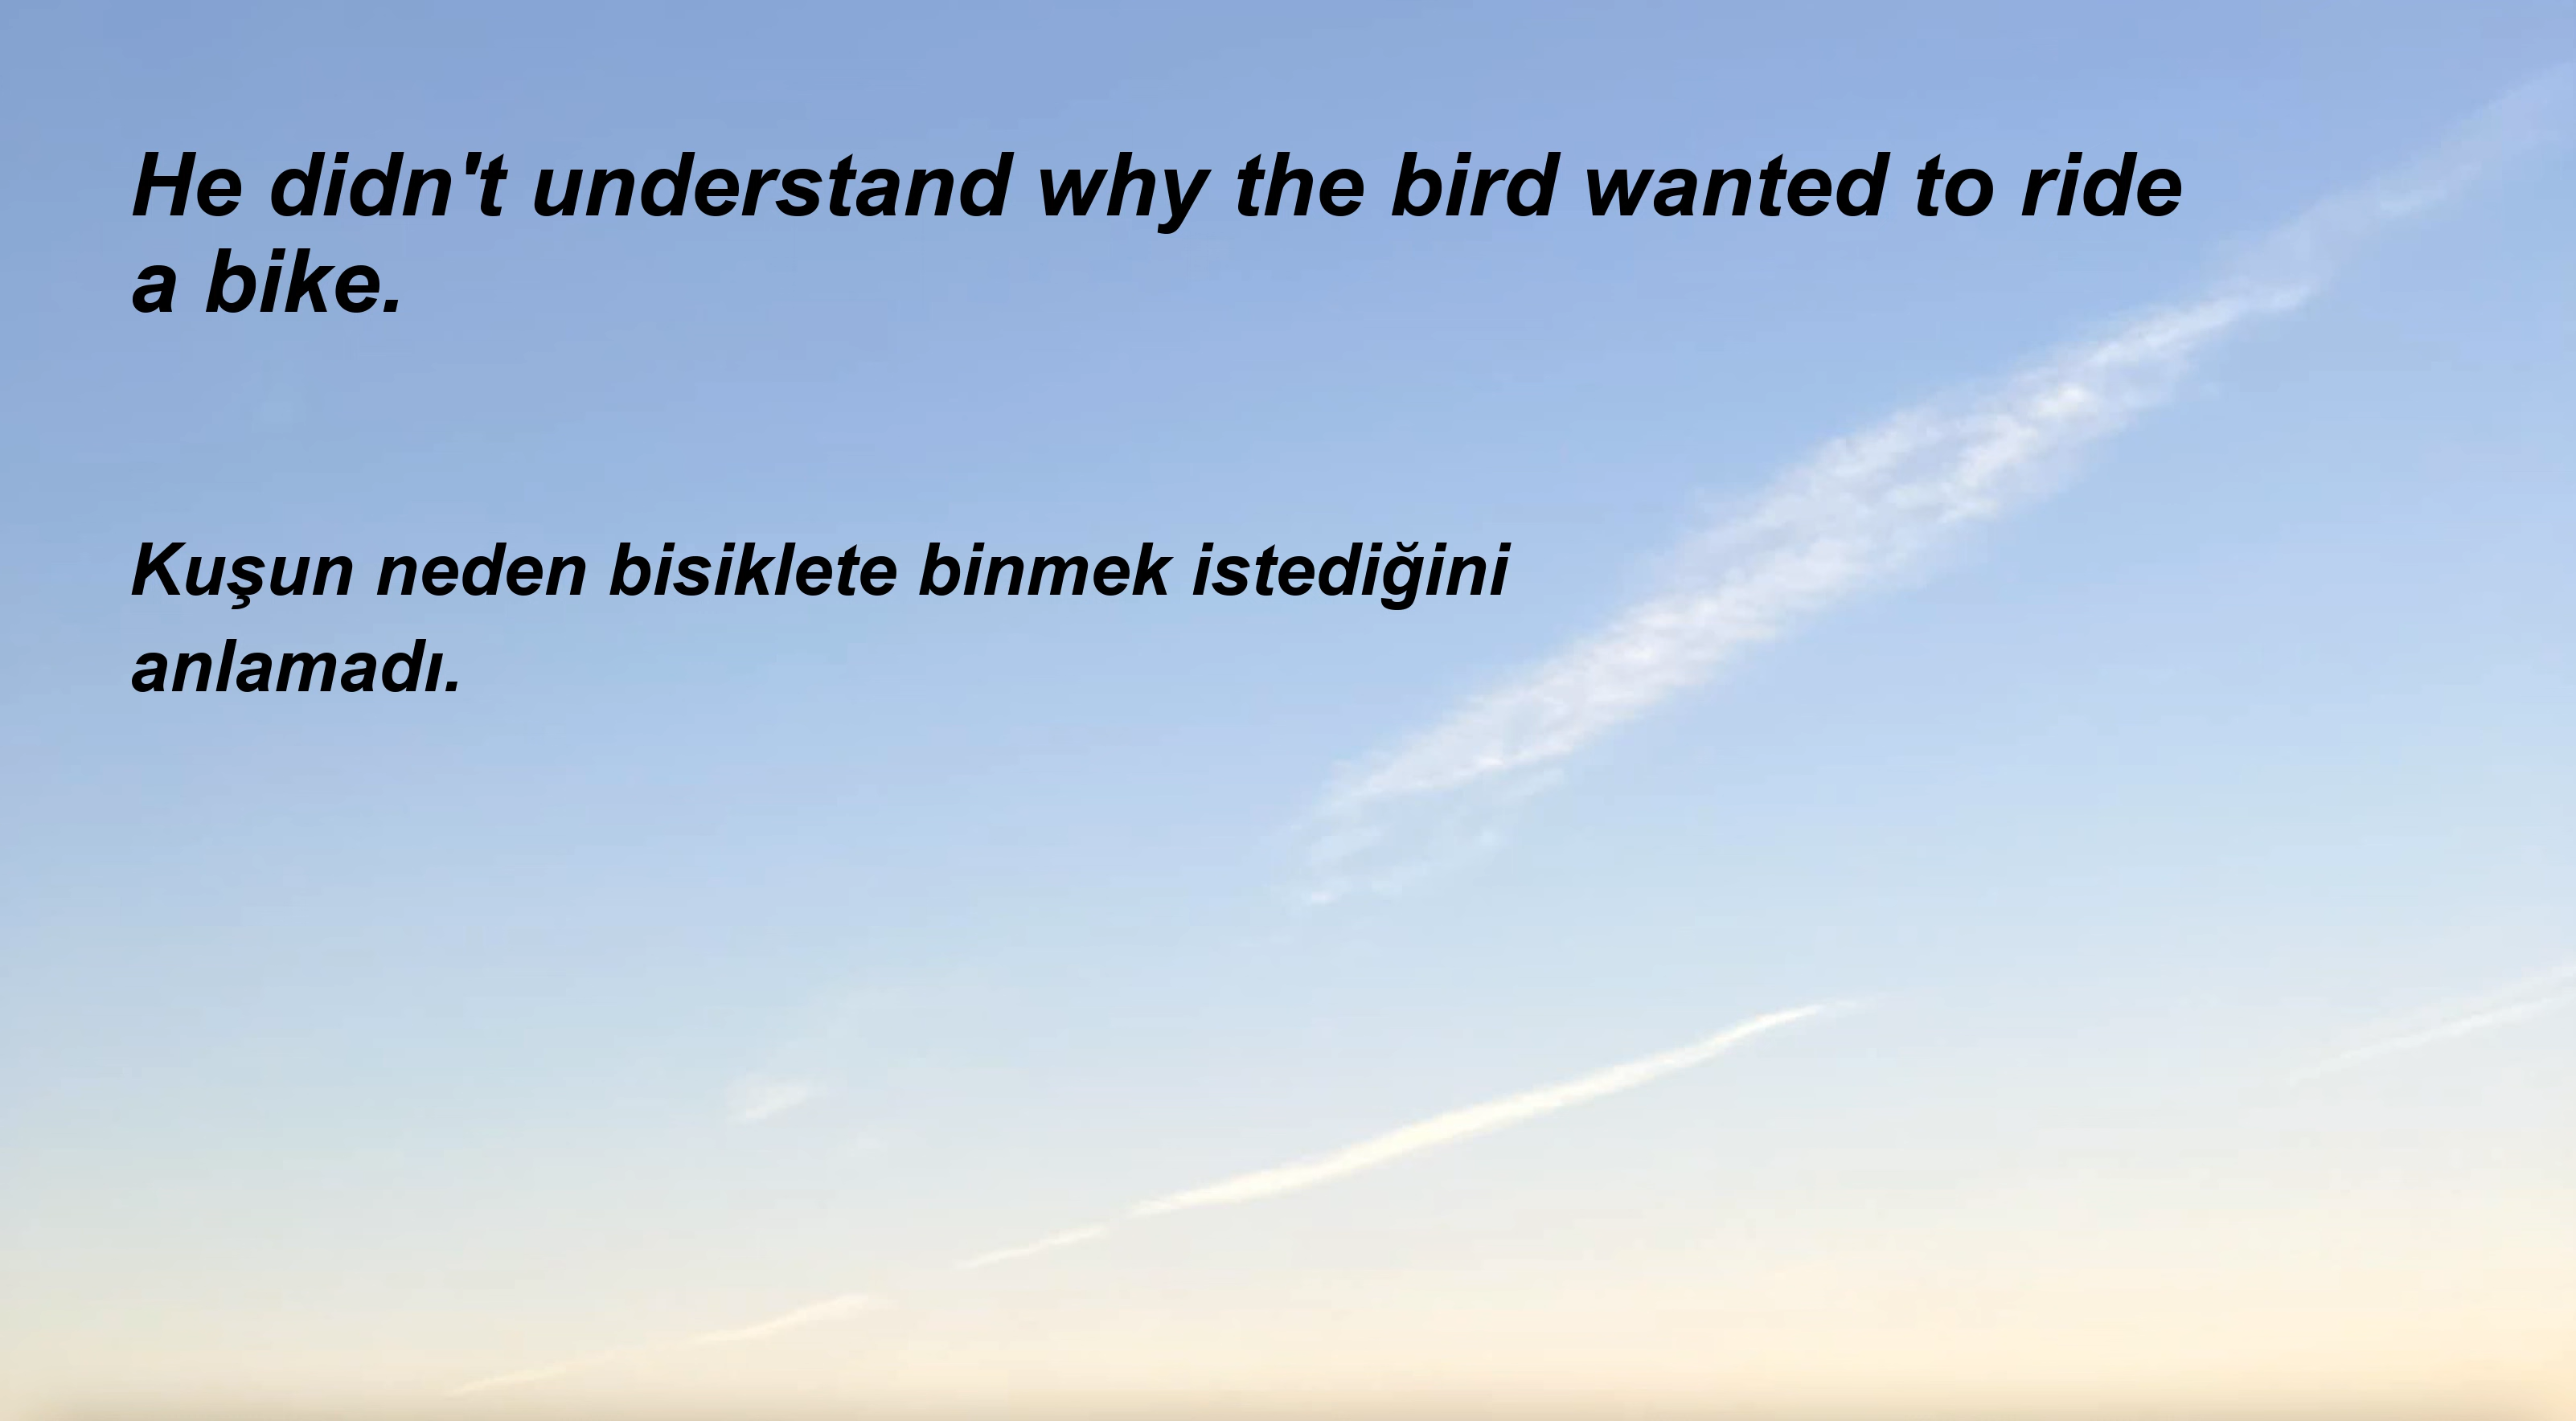 He didn't understand why the bird wanted to ride
a bike.
Kuşun neden bisiklete binmek istediğini
anlamadı.